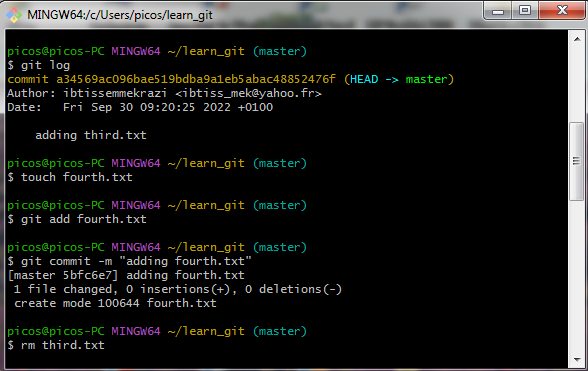 MINGW64:/c/Users/picos/learn_git
picos@picos-PC MINGW64 ~/learn_git (master)
$ git log
commit a34569ac096bae519bdba9a1eb5abac48852476f (HEAD -> master)
Author: ibtissemmekrazi <ibtiss_mek@yahoo.fr>
Date:   Fri Sep 30 09:20:25 2022 +0100
    adding third.txt
picos@picos-PC MINGW64 ~/learn_git (master)
$ touch fourth.txt
picos@picos-PC MINGW64 ~/learn_git (master)
$ git add fourth.txt
picos@picos-PC MINGW64 ~/learn_git (master)
$ git commit -m "adding fourth.txt"
[master 5bfc6e7] adding fourth.txt
 1 file changed, 0 insertions(+), 0 deletions(-)
 create mode 100644 fourth.txt
picos@picos-PC MINGW64 ~/learn_git (master)
$ rm third.txt